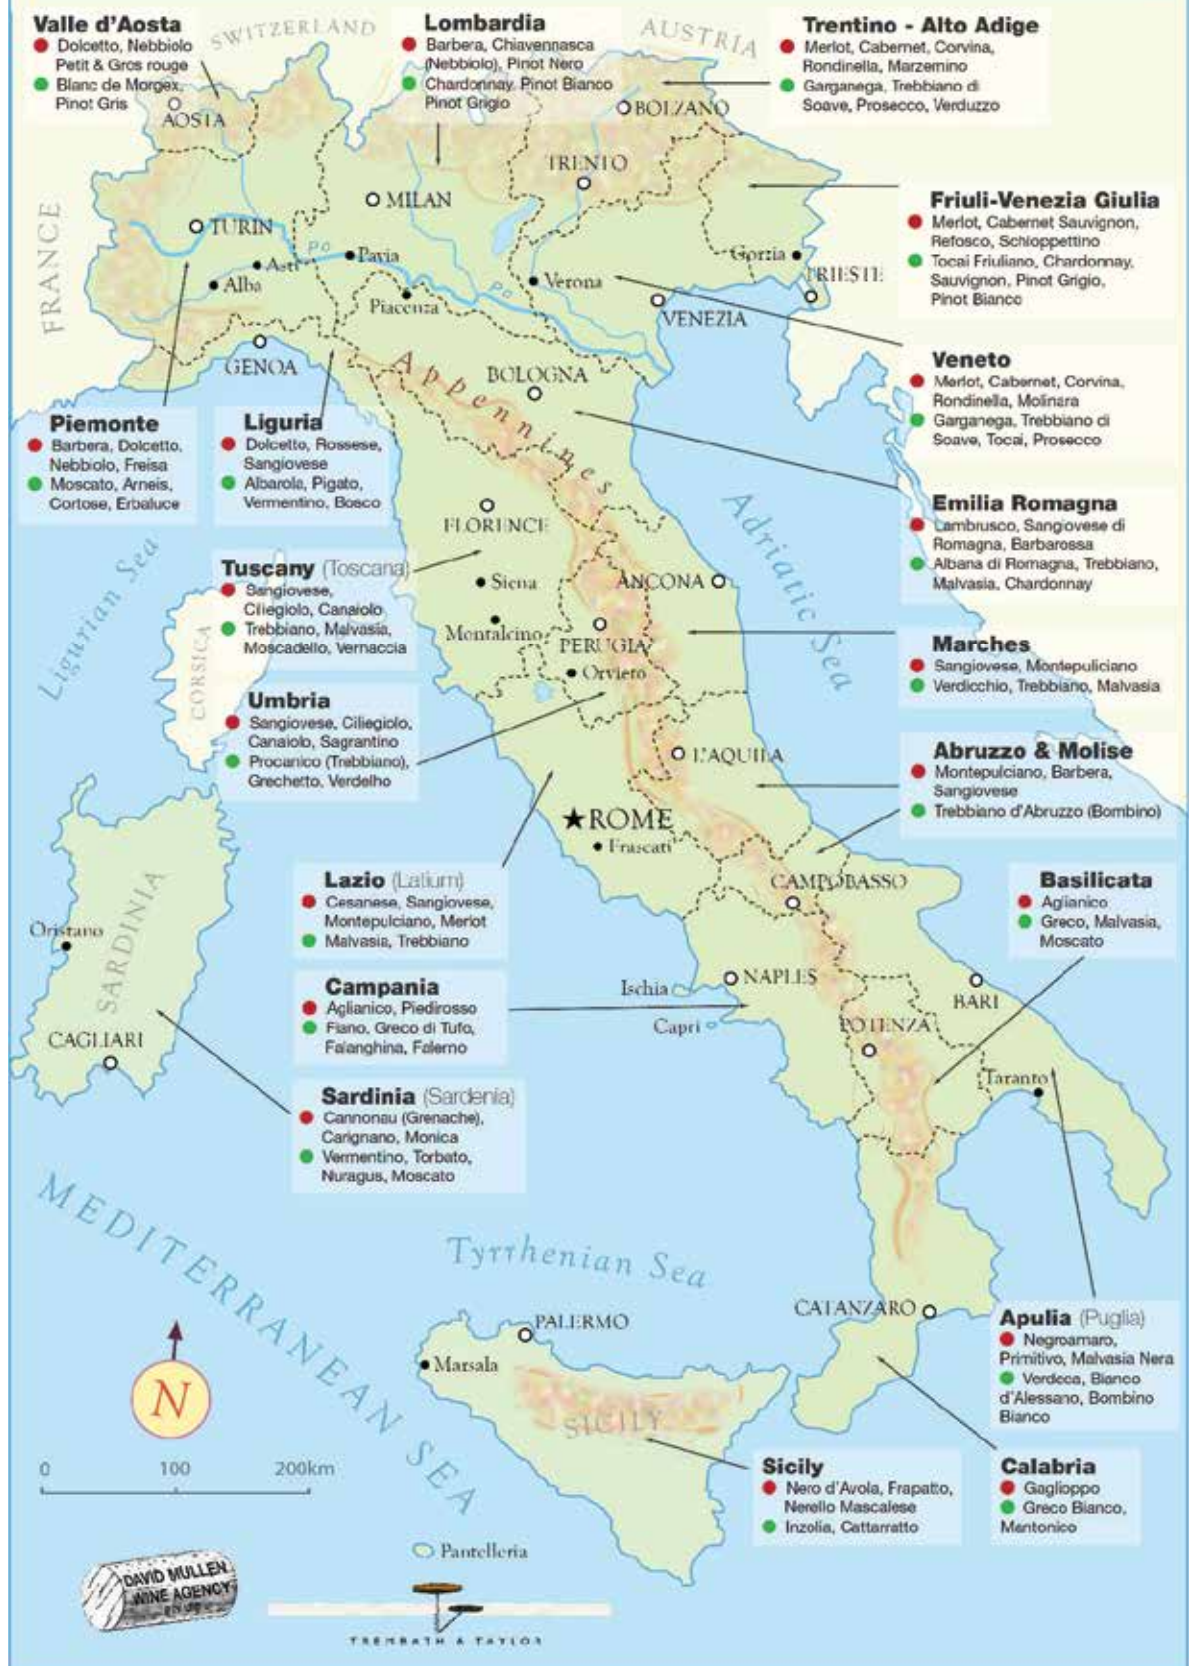 Valle d'Aosta
Dolcetto, Nebbiolo
Petit & Gros rouge
Blanc de Morgex,
Pinot Gris
SWITZERLAND
Lombardia
Barbera, Chiavennasca
(Nebbiolo), Pinot Nero
Chardonnay, Pinot Bianco
Pinot Grigio
AUSTRIA
Trentino - Alto Adige
Merlot, Cabernet, Corvina,
Rondinella, Marzemino
Garganega, Trebbiano di
Soave, Prosecco, Verduzzo
AOSTA
BOLZANO
TRENTO
MILAN
TURIN
FRANCE
Po
Pavia
Asti
Alba
Piacenza
Po
Verona
Gorzia
TRIESTE
VENEZIA
GENOA
BOLOGNA
Appennines
Friuli-Venezia Giulia
Merlot, Cabernet Sauvignon,
Refosco, Schioppettino
Tocai Friuliano, Chardonnay,
Sauvignon, Pinot Grigio,
Pinot Bianco
Veneto
Merlot, Cabernet, Corvina,
Rondinella, Molinara
Garganega, Trebbiano di
Soave, Tocai, Prosecco
Piemonte
Barbera, Dolcetto,
Nebbiolo, Freisa
Moscato, Arneis,
Cortose, Erbaluce
Liguria
Dolcetto, Rossese,
Sangiovese
Albarola, Pigato,
Vermentino, Bosco
Emilia Romagna
Lambrusco, Sangiovese di
Romagna, Barbarossa
Albana di Romagna, Trebbiano,
Malvasia, Chardonnay
Adriatic Sea
Ligurian Sea
FLORENCE
Siena
Montalcino
ANCONA
PERUGIA
Orvieto
CORSICA
Tuscany (Toscana)
Sangiovese,
Ciliegiolo, Canaiolo
Trebbiano, Malvasia,
Moscadello, Vernaccia
Marches
Sangiovese, Montepuliciano
Verdicchio, Trebbiano, Malvasia
Umbria
Sangiovese, Ciliegiolo,
Canaiolo, Sagrantino
Procanico (Trebbiano),
Grechetto, Verdelho
L'AQUILA
Abruzzo & Molise
Montepulciano, Barbera,
Sangiovese
Trebbiano d'Abruzzo (Bombino)
ROME
Frascati
CAMPOBASSO
Lazio (Latium)
Cesanese, Sangiovese,
Montepulciano, Merlot
Malvasia, Trebbiano
Basilicata
Aglianico
Greco, Malvasia,
Moscato
Oristano
SARDINIA
CAGLIARI
Campania
Aglianico, Piedirosso
Fiano, Greco di Tufo,
Falanghina, Falerno
Ischia
Capri
NAPLES
BARI
POTENZA
Taranto
Sardinia (Sardenia)
Cannonau (Grenache),
Carignano, Monica
Vermentino, Torbato,
Nuragus, Moscato
MEDITERRANEAN SEA
Tyrrhenian Sea
CATANZARO
Apulia (Puglia)
Negroamaro,
Primitivo, Malvasia Nera
Verdeca, Bianco
d'Alessano, Bombino
Bianco
PALERMO
Marsala
SICILY
N
0 100 200km
Sicily
Nero d'Avola, Frapatto,
Nerello Mascalese
Inzolia, Cattarratto
Calabria
Gaglioppo
Greco Bianco,
Mantonico
Pantelleria
DAVID MULLEN
WINE AGENCY
TREMBATH & TAYLOR